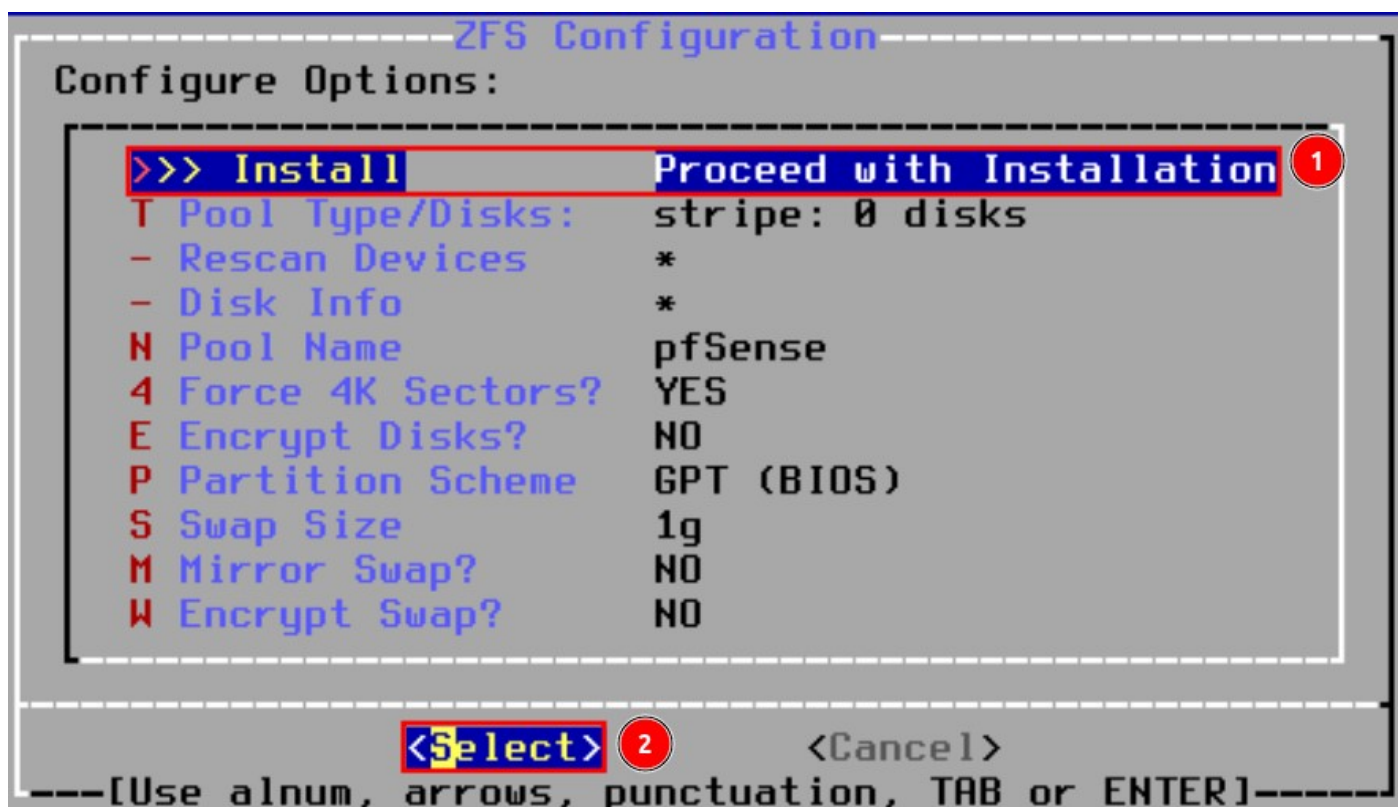 ZFS Configuration
Configure Options:
>>> Install Proceed with Installation 1
T Pool Type/Disks: stripe: 0 disks
- Rescan Devices *
- Disk Info *
N Pool Name pfSense
4 Force 4K Sectors? YES
E Encrypt Disks? NO
P Partition Scheme GPT (BIOS)
S Swap Size 1g
M Mirror Swap? NO
W Encrypt Swap? NO
<Select> 2 <Cancel>
---[Use alnum, arrows, punctuation, TAB or ENTER]---